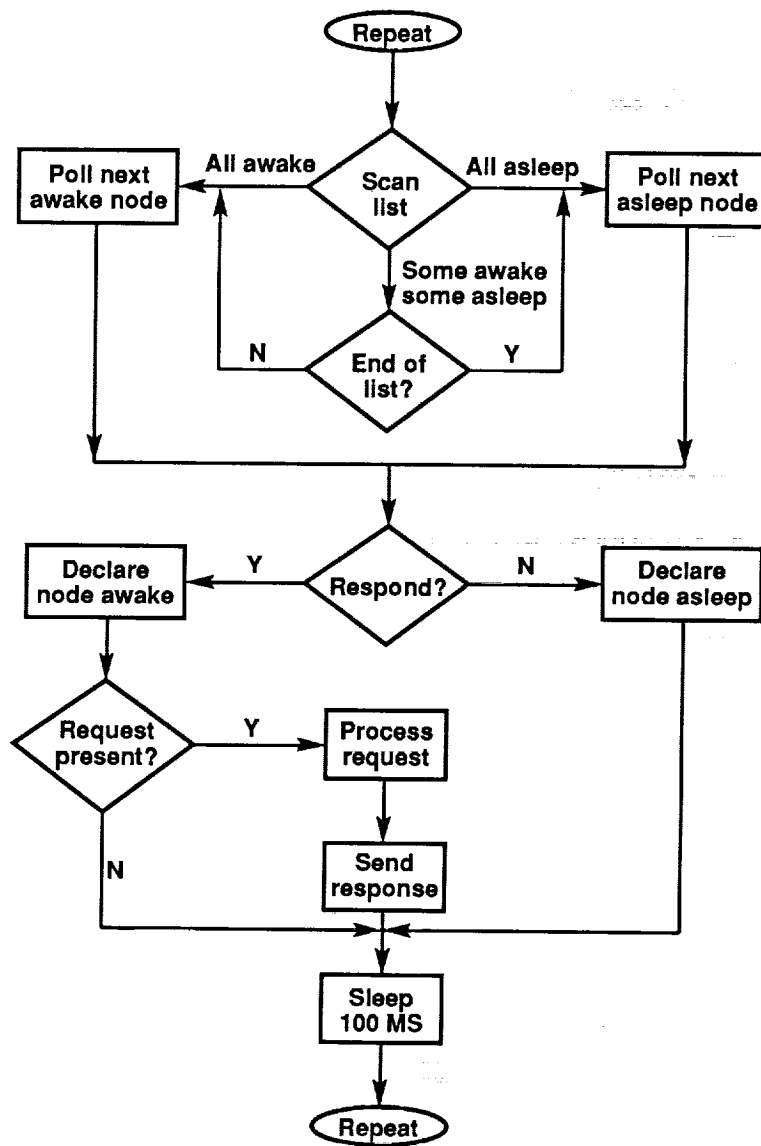 Repeat
All awake
All asleep
Poll next
awake node
Scan
list
Poll next
asleep node
Some awake
some asleep
N
End of
list?
Y
Declare
node awake
Y
Respond?
N
Declare
node asleep
Request
present?
Y
Process
request
N
Send
response
Sleep
100 MS
Repeat